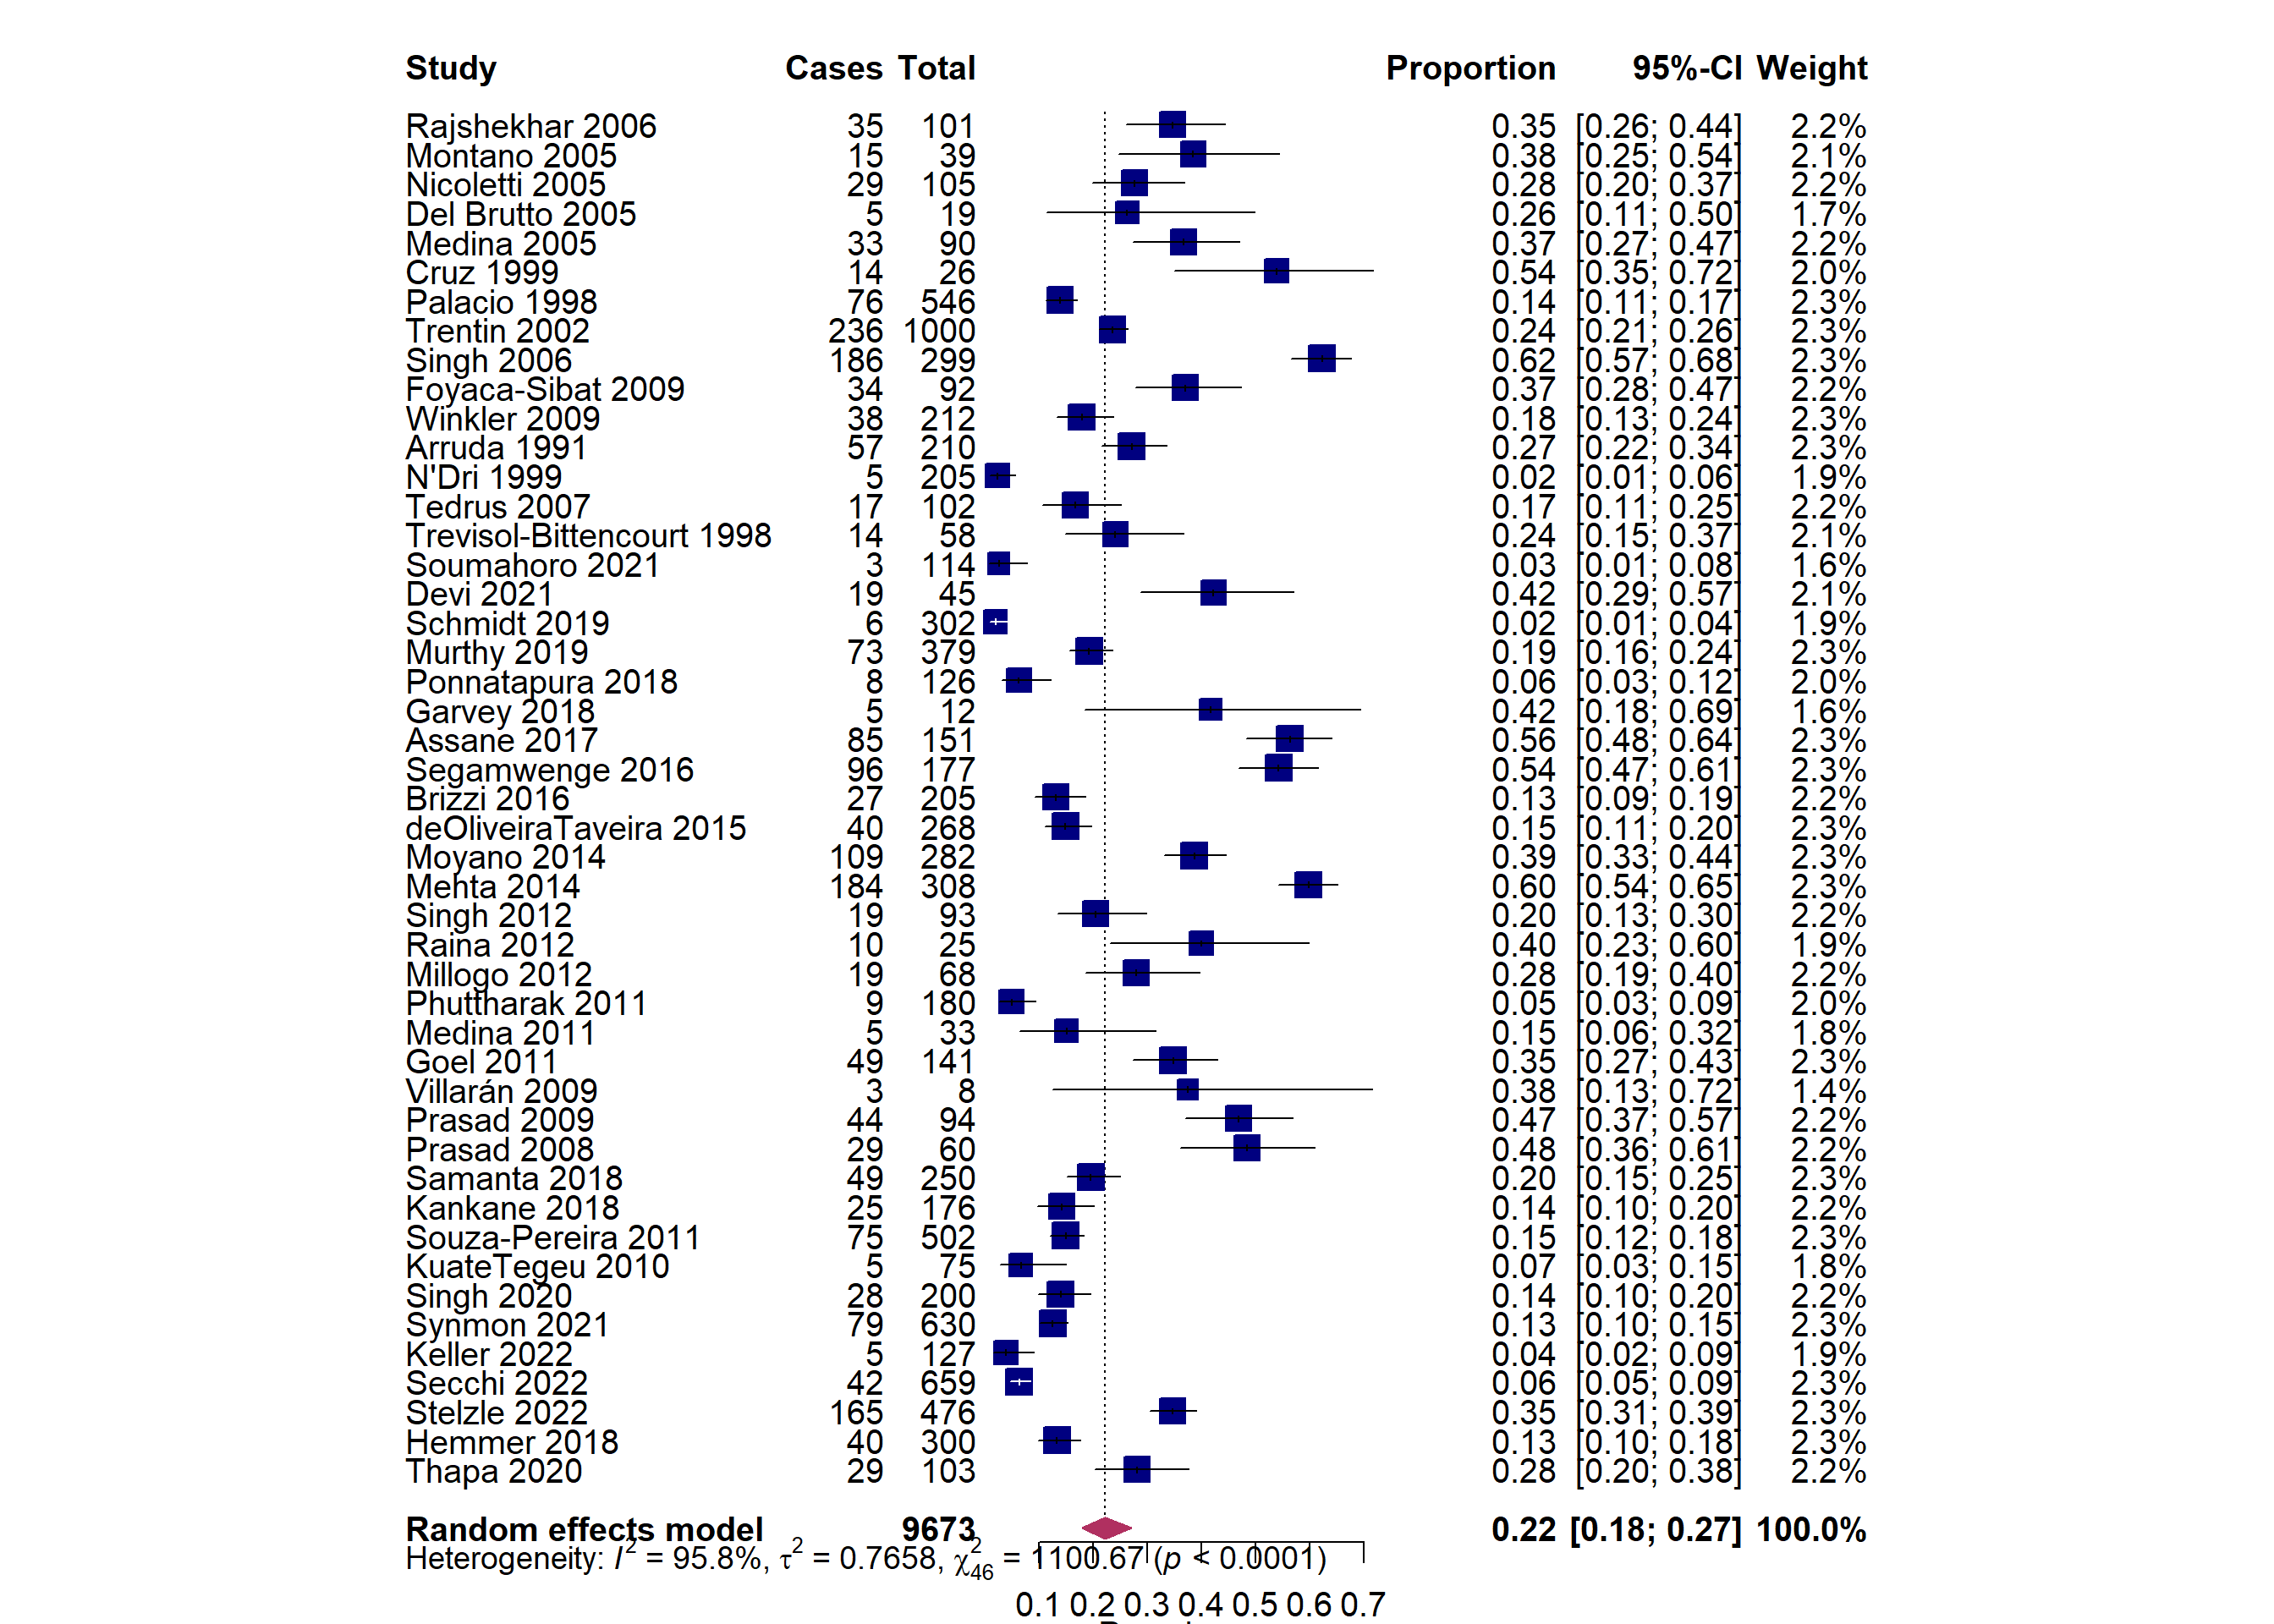 Study Cases Total Proportion 95%-CI Weight
Rajshekhar 2006 35 101 0.35 [0.26; 0.44] 2.2%
Montano 2005 15 39 0.38 [0.25; 0.54] 2.1%
Nicoletti 2005 29 105 0.28 [0.20; 0.37] 2.2%
Del Brutto 2005 5 19 0.26 [0.11; 0.50] 1.7%
Medina 2005 33 90 0.37 [0.27; 0.47] 2.2%
Cruz 1999 14 26 0.54 [0.35; 0.72] 2.0%
Palacio 1998 76 546 0.14 [0.11; 0.17] 2.3%
Trentin 2002 236 1000 0.24 [0.21; 0.26] 2.3%
Singh 2006 186 299 0.62 [0.57; 0.68] 2.3%
Foyaca-Sibat 2009 34 92 0.37 [0.28; 0.47] 2.2%
Winkler 2009 38 212 0.18 [0.13; 0.24] 2.3%
Arruda 1991 57 210 0.27 [0.22; 0.34] 2.3%
N'Dri 1999 5 205 0.02 [0.01; 0.06] 1.9%
Tedrus 2007 17 102 0.17 [0.11; 0.25] 2.2%
Trevisol-Bittencourt 1998 14 58 0.24 [0.15; 0.37] 2.1%
Soumahoro 2021 3 114 0.03 [0.01; 0.08] 1.6%
Devi 2021 19 45 0.42 [0.29; 0.57] 2.1%
Schmidt 2019 6 302 0.02 [0.01; 0.04] 1.9%
Murthy 2019 73 379 0.19 [0.16; 0.24] 2.3%
Ponnatapura 2018 8 126 0.06 [0.03; 0.12] 2.0%
Garvey 2018 5 12 0.42 [0.18; 0.69] 1.6%
Assane 2017 85 151 0.56 [0.48; 0.64] 2.3%
Segamwenge 2016 96 177 0.54 [0.47; 0.61] 2.3%
Brizzi 2016 27 205 0.13 [0.09; 0.19] 2.2%
deOliveiraTaveira 2015 40 268 0.15 [0.11; 0.20] 2.3%
Moyano 2014 109 282 0.39 [0.33; 0.44] 2.3%
Mehta 2014 184 308 0.60 [0.54; 0.65] 2.3%
Singh 2012 19 93 0.20 [0.13; 0.30] 2.2%
Raina 2012 10 25 0.40 [0.23; 0.60] 1.9%
Millogo 2012 19 68 0.28 [0.19; 0.40] 2.2%
Phuttharak 2011 9 180 0.05 [0.03; 0.09] 2.0%
Medina 2011 5 33 0.15 [0.06; 0.32] 1.8%
Goel 2011 49 141 0.35 [0.27; 0.43] 2.3%
Villarán 2009 3 8 0.38 [0.13; 0.72] 1.4%
Prasad 2009 44 94 0.47 [0.37; 0.57] 2.2%
Prasad 2008 29 60 0.48 [0.36; 0.61] 2.2%
Samanta 2018 49 250 0.20 [0.15; 0.25] 2.3%
Kankane 2018 25 176 0.14 [0.10; 0.20] 2.2%
Souza-Pereira 2011 75 502 0.15 [0.12; 0.18] 2.3%
KuateTegeu 2010 5 75 0.07 [0.03; 0.15] 1.8%
Singh 2020 28 200 0.14 [0.10; 0.20] 2.2%
Synmon 2021 79 630 0.13 [0.10; 0.15] 2.3%
Keller 2022 5 127 0.04 [0.02; 0.09] 1.9%
Secchi 2022 42 659 0.06 [0.05; 0.09] 2.3%
Stelzle 2022 165 476 0.35 [0.31; 0.39] 2.3%
Hemmer 2018 40 300 0.13 [0.10; 0.18] 2.3%
Thapa 2020 29 103 0.28 [0.20; 0.38] 2.2%
Random effects model 9673 0.22 [0.18; 0.27] 100.0%
Heterogeneity: I² = 95.8%, τ² = 0.7658, χ²₄₆ = 1100.67 (p < 0.0001)
0.1 0.2 0.3 0.4 0.5 0.6 0.7